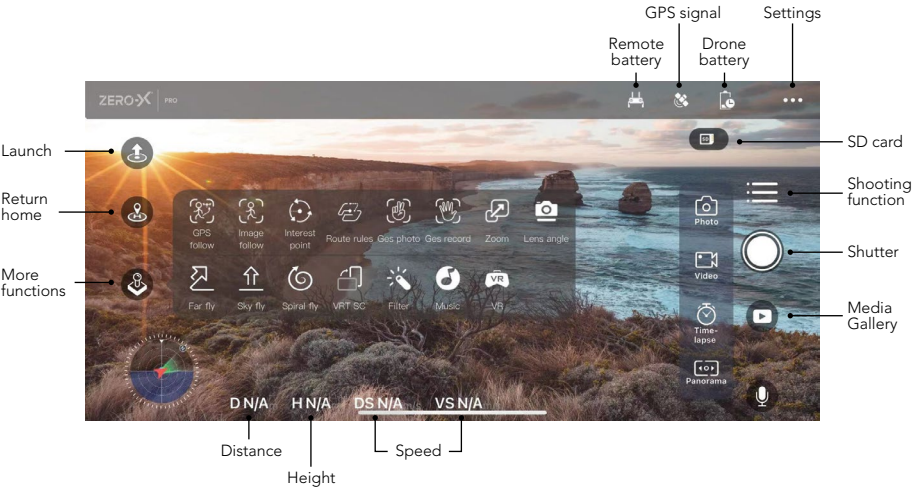 GPS signal
Settings
Remote
battery
Drone
battery
ZERO-X PRO
Launch
SD card
Return
home
Shooting
function
GPS
follow
Image
follow
Interest
point
Route rules
Ges photo
Ges record
Zoom
Lens angle
Photo
Shutter
Video
More
functions
Far fly
Sky fly
Spiral fly
VRT SC
Filter
Music
VR
VR
Media
Gallery
Time-
lapse
Panorama
D N/A
H N/A
DS N/A
VS N/A
Distance
Speed
Height